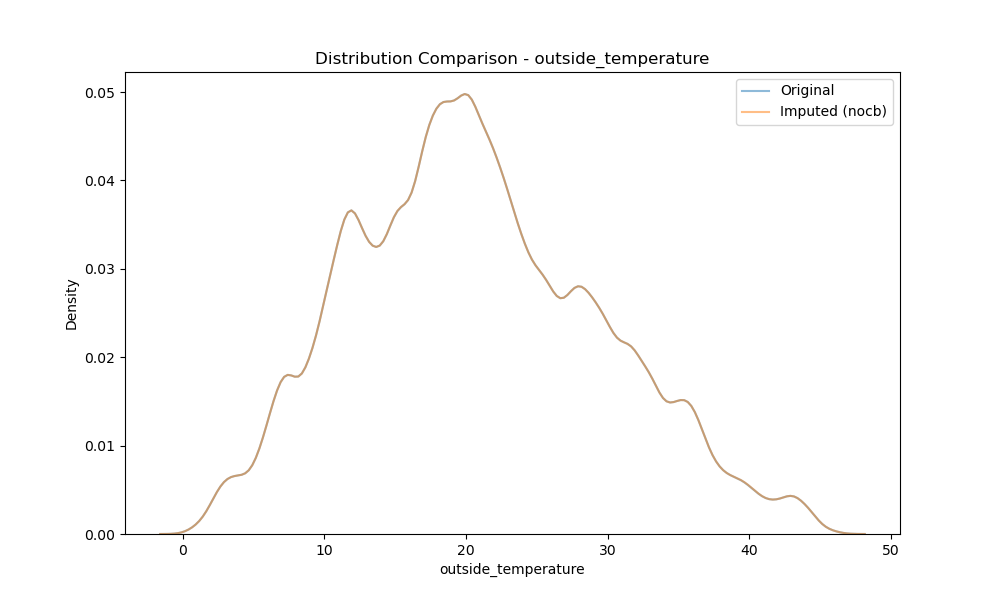 Distribution Comparison - outside_temperature
Original
Imputed (nocb)
0.05
0.04
0.03
0.02
0.01
0.00
Density
0 10 20 30 40 50
outside_temperature